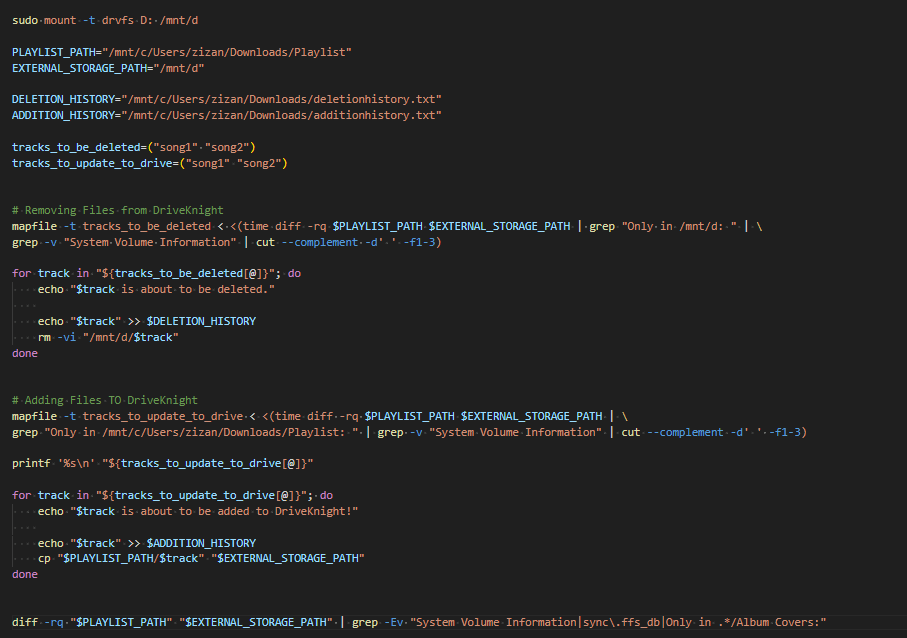 sudo mount -t drvfs D: /mnt/d
PLAYLIST_PATH="/mnt/c/Users/zizan/Downloads/Playlist"
EXTERNAL_STORAGE_PATH="/mnt/d"
DELETION_HISTORY="/mnt/c/Users/zizan/Downloads/deletionhistory.txt"
ADDITION_HISTORY="/mnt/c/Users/zizan/Downloads/additionhistory.txt"
tracks_to_be_deleted=("song1" "song2")
tracks_to_update_to_drive=("song1" "song2")
# Removing Files from DriveKnight
mapfile -t tracks_to_be_deleted < <(time diff -rq $PLAYLIST_PATH $EXTERNAL_STORAGE_PATH | grep "Only in /mnt/d: " | \
grep -v "System Volume Information" | cut --complement -d' ' -f1-3)
for track in "${tracks_to_be_deleted[@]}"; do
    echo "$track is about to be deleted."
    echo "$track" >> $DELETION_HISTORY
    rm -vi "/mnt/d/$track"
done
# Adding Files TO DriveKnight
mapfile -t tracks_to_update_to_drive < <(time diff -rq $PLAYLIST_PATH $EXTERNAL_STORAGE_PATH | \
grep "Only in /mnt/c/Users/zizan/Downloads/Playlist: " | grep -v "System Volume Information" | cut --complement -d' ' -f1-3)
printf '%s\n' "${tracks_to_update_to_drive[@]}"
for track in "${tracks_to_update_to_drive[@]}"; do
    echo "$track is about to be added to DriveKnight!"
    echo "$track" >> $ADDITION_HISTORY
    cp "$PLAYLIST_PATH/$track" "$EXTERNAL_STORAGE_PATH"
done
diff -rq "$PLAYLIST_PATH" "$EXTERNAL_STORAGE_PATH" | grep -Ev "System Volume Information|sync\.ffs_db|Only in .*/Album Covers:"